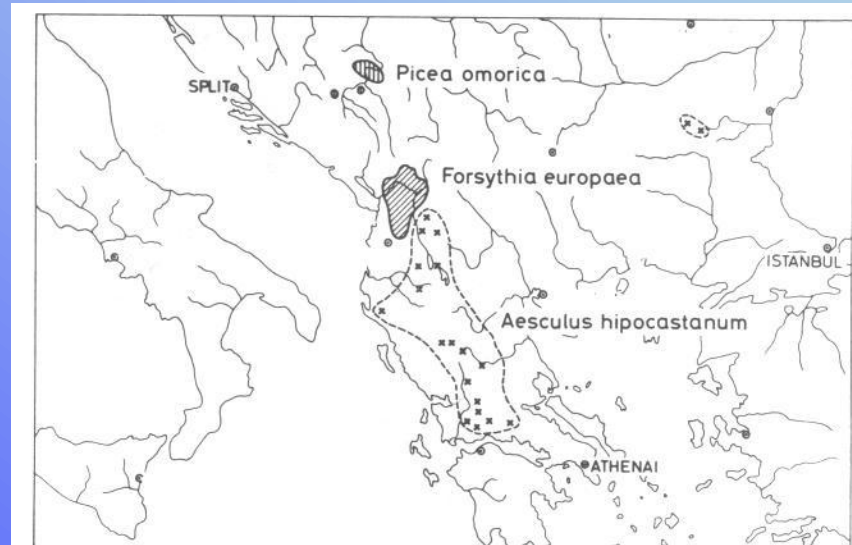 Picea omorica
SPLIT
Forsythia europaea
ISTANBUL
Aesculus hipocastanum
ATHENAI